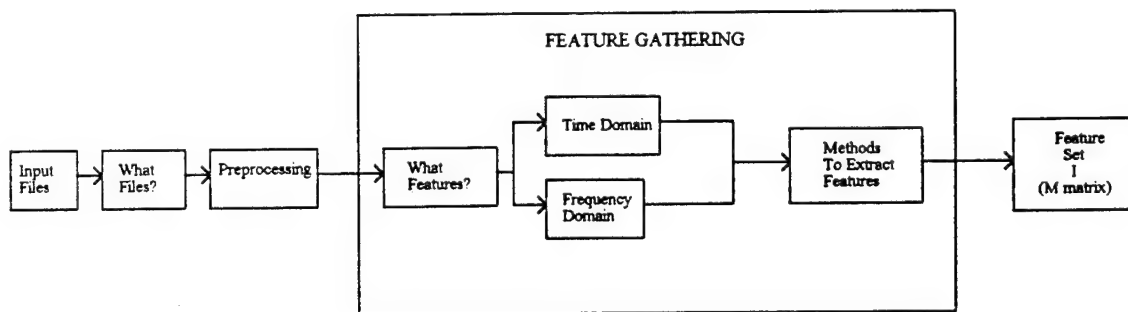 FEATURE GATHERING
Input
Files
What
Files?
Preprocessing
What
Features?
Time Domain
Frequency
Domain
Methods
To Extract
Features
Feature
Set
I
(M matrix)